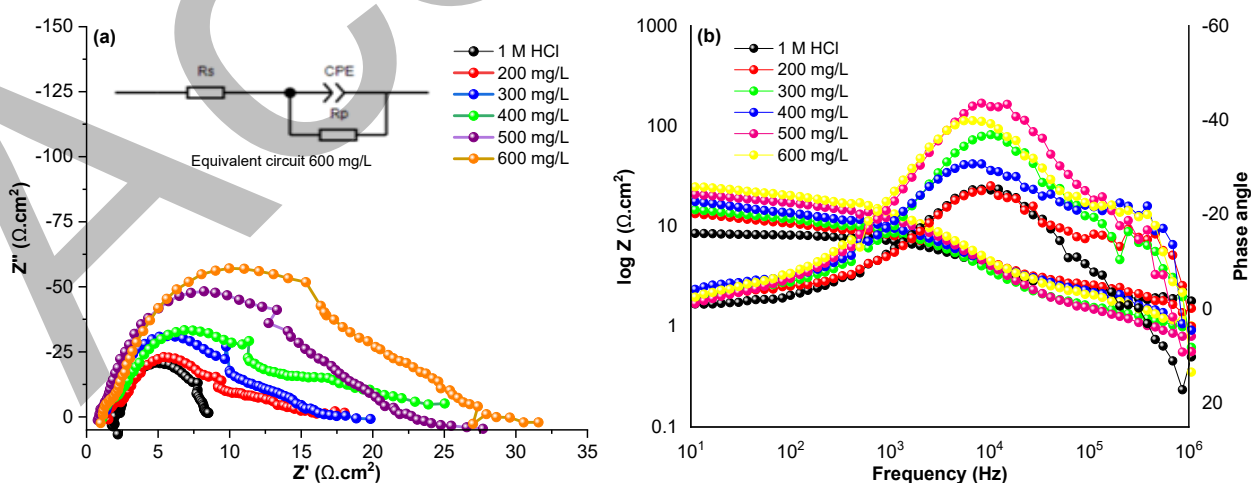 (a)
-150
-125
-100
-75
-50
-25
0
Z'' (Ω.cm²)
0 5 10 15 20 25 30 35
Z' (Ω.cm²)
Rs
CPE
Rp
Equivalent circuit 600 mg/L
1 M HCl
200 mg/L
300 mg/L
400 mg/L
500 mg/L
600 mg/L
(b)
1000
100
10
1
0.1
log Z (Ω.cm²)
1 M HCl
200 mg/L
300 mg/L
400 mg/L
500 mg/L
600 mg/L
10¹ 10² 10³ 10⁴ 10⁵ 10⁶
Frequency (Hz)
-60
-40
-20
0
20
Phase angle